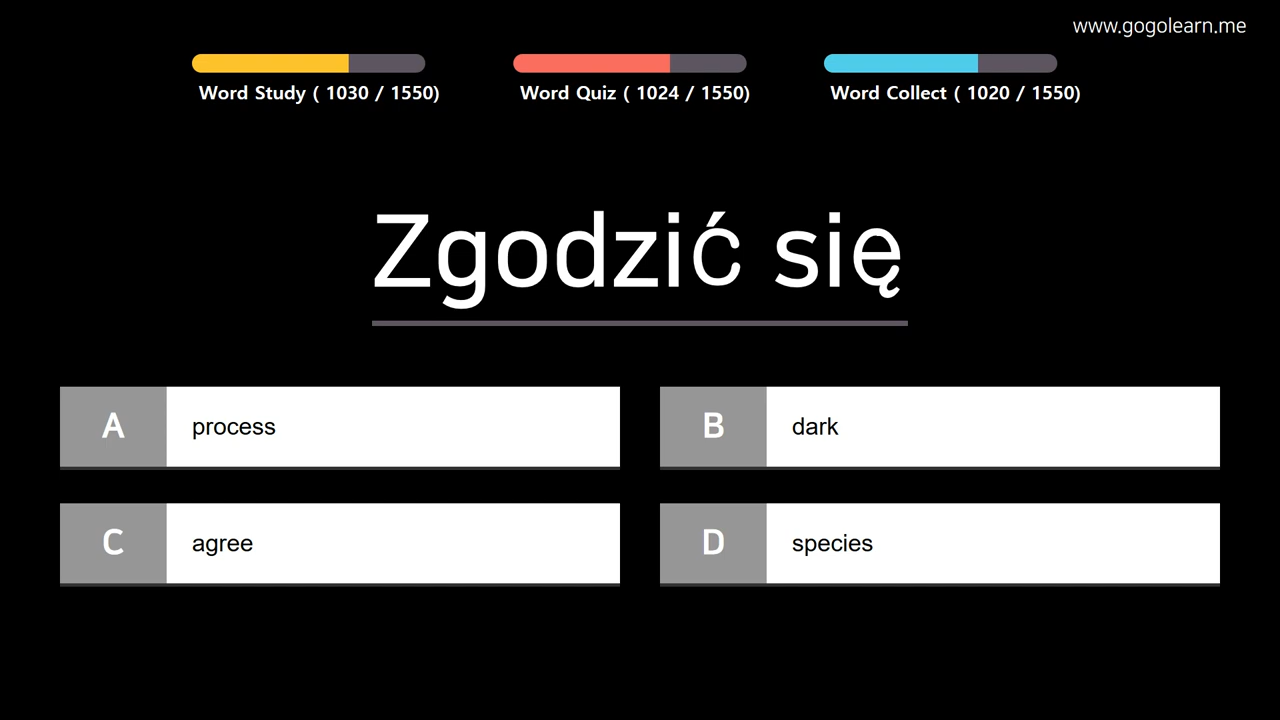 www.gogolearn.me
Word Study ( 1030 / 1550)
Word Quiz ( 1024 / 1550)
Word Collect ( 1020 / 1550)
Zgodzić się
A process
B dark
C agree
D species